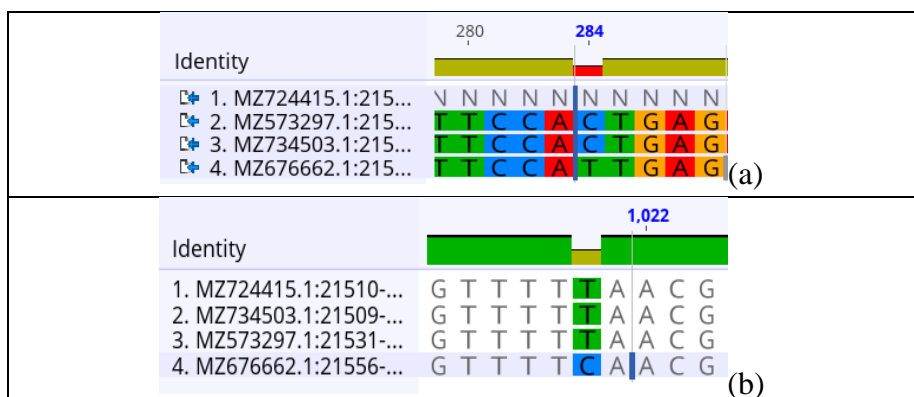 280 284
Identity
1. MZ724415.1:215... N N N N N N N N N N
2. MZ573297.1:215... T T C C A C T G A G
3. MZ734503.1:215... T T C C A C T G A G
4. MZ676662.1:215... T T C C A T T G A G
(a)
1,022
Identity
1. MZ724415.1:21510-... G T T T T T A A C G
2. MZ734503.1:21509-... G T T T T T A A C G
3. MZ573297.1:21531-... G T T T T T A A C G
4. MZ676662.1:21556-... G T T T T C A A C G
(b)